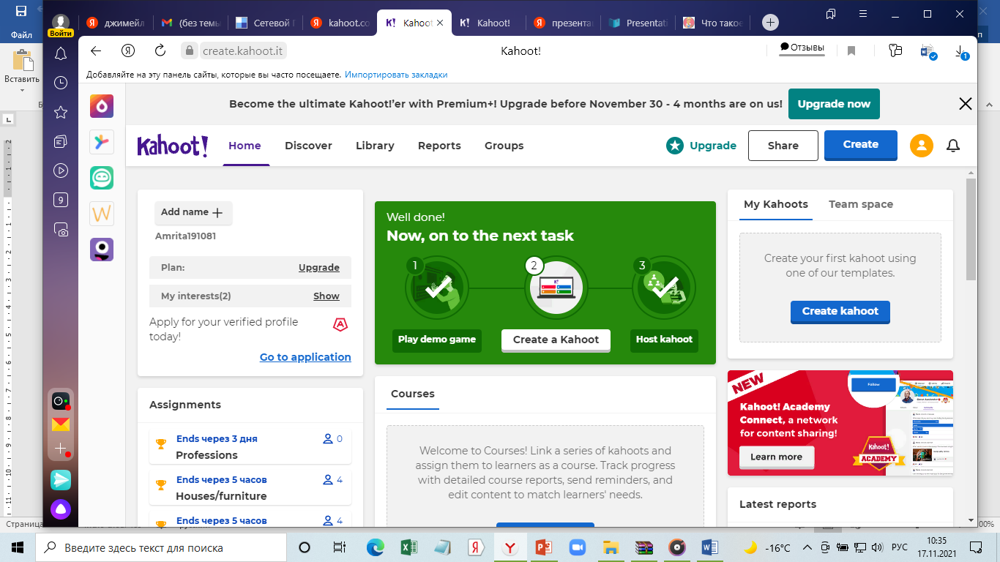 Файл
Вставить
Войти
джимейл
(без темы
Сетевой Г
kahoot.co
Kahoot
Kahoot!
презента
Presentati
Что такое
create.kahoot.it
Kahoot!
Отзывы
1
Добавляйте на эту панель сайты, которые вы часто посещаете. Импортировать закладки
Become the ultimate Kahoot!'er with Premium+! Upgrade before November 30 - 4 months are on us!
Upgrade now
Kahoot!
Home
Discover
Library
Reports
Groups
Upgrade
Share
Create
Add name
Amrita191081
Plan:
Upgrade
My interests(2)
Show
Apply for your verified profile
today!
Go to application
Assignments
Ends через 3 дня
0
Professions
Ends через 5 часов
4
Houses/furniture
Ends через 5 часов
4
Well done!
Now, on to the next task
1
2
3
Play demo game
Create a Kahoot
Host kahoot
Courses
Welcome to Courses! Link a series of kahoots and
assign them to learners as a course. Track progress
with detailed course reports, send reminders, and
edit content to match learners' needs.
My Kahoots
Team space
Create your first kahoot using
one of our templates.
Create kahoot
NEW
Follow
Kahoot! Academy
Connect, a network
for content sharing!
Learn more
Kahoot!
ACADEMY
Latest reports
9
Страница
00%
Введите здесь текст для поиска
-16°C
РУС
10:35
17.11.2021